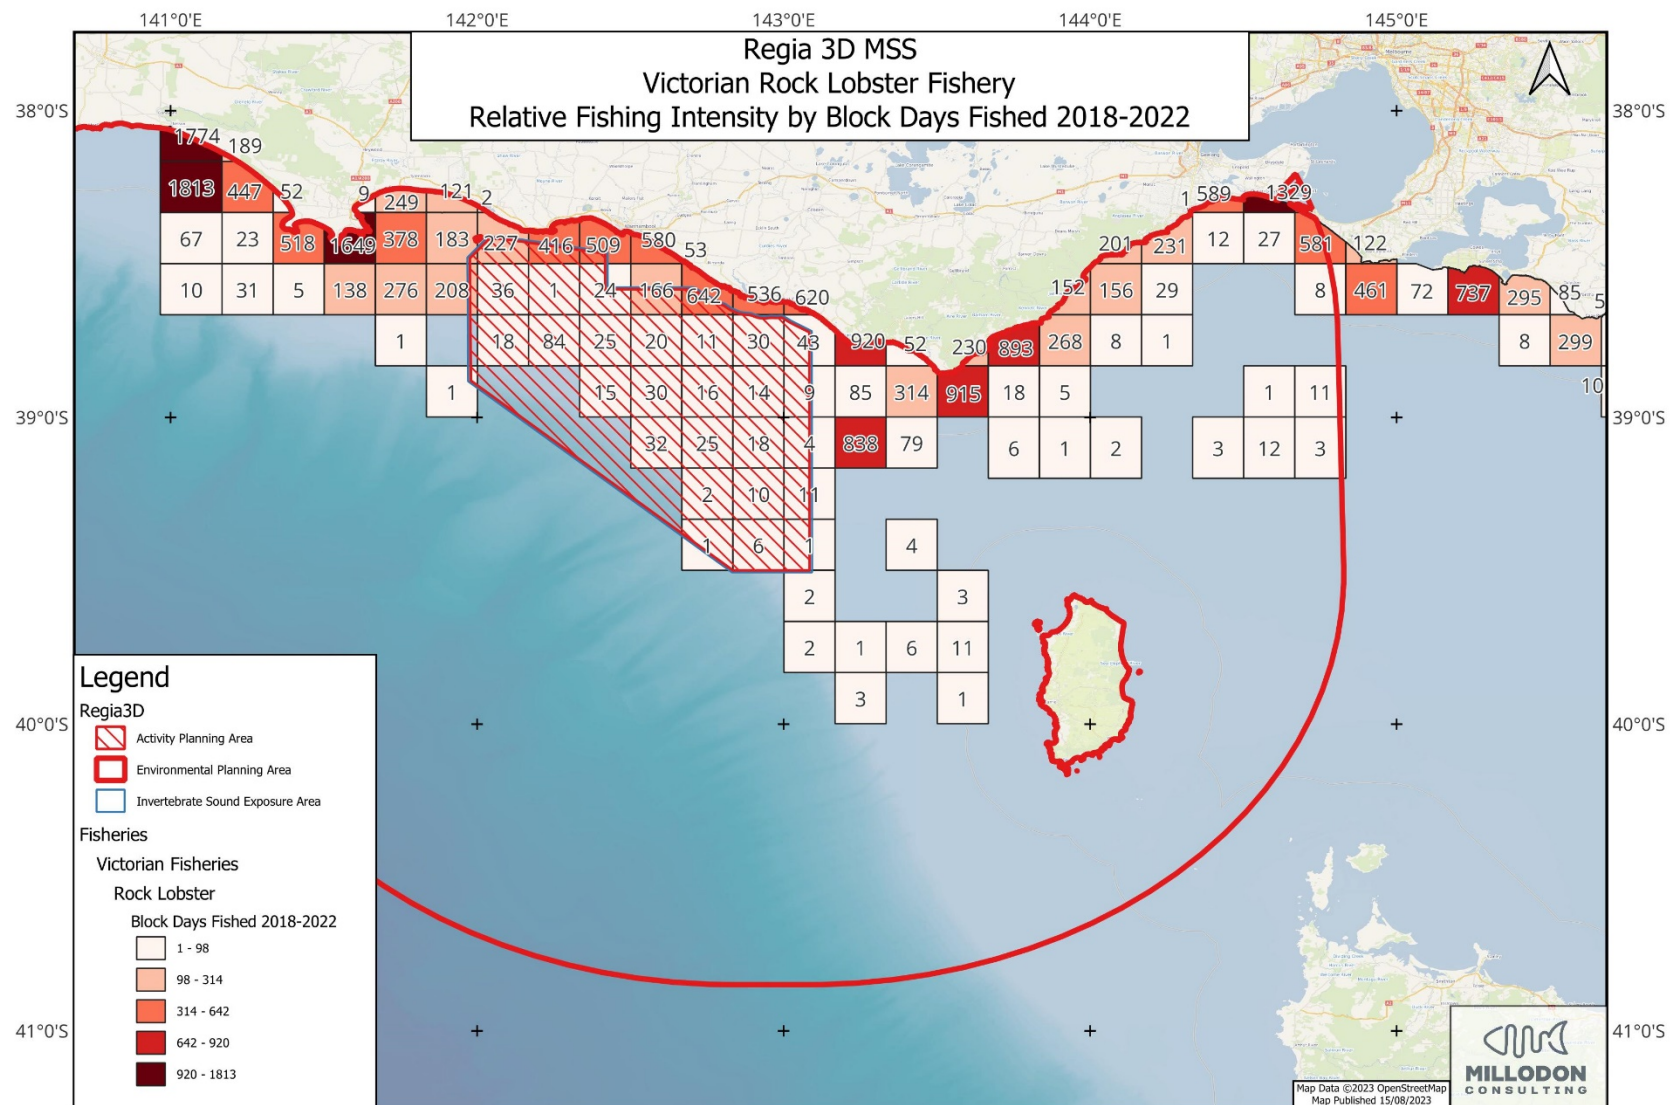 141°0'E 142°0'E 143°0'E 144°0'E 145°0'E
Regia 3D MSS
Victorian Rock Lobster Fishery
Relative Fishing Intensity by Block Days Fished 2018-2022
38°0'S 38°0'S
1774 189
1813 447 52 9 249 121 2 1 589 1329
67 23 518 1649 378 183 227 416 509 580 53 201 231 12 27 581 122
10 31 5 138 276 208 36 1 24 166 642 536 620 152 156 29 8 461 72 737 295 85 5
1 18 84 25 20 11 30 43 920 52 230 893 268 8 1 8 299
1 15 30 16 14 9 85 314 915 18 5 1 11 10
39°0'S 39°0'S
32 25 18 4 838 79 6 1 2 3 12 3
2 10 11
1 6 1 4
2 3
2 1 6 11
3 1
40°0'S 40°0'S
Legend
Regia3D
Activity Planning Area
Environmental Planning Area
Invertebrate Sound Exposure Area
Fisheries
Victorian Fisheries
Rock Lobster
Block Days Fished 2018-2022
1 - 98
98 - 314
314 - 642
642 - 920
920 - 1813
41°0'S 41°0'S
MILLODON
CONSULTING
Map Data ©2023 OpenStreetMap
Map Published 15/08/2023